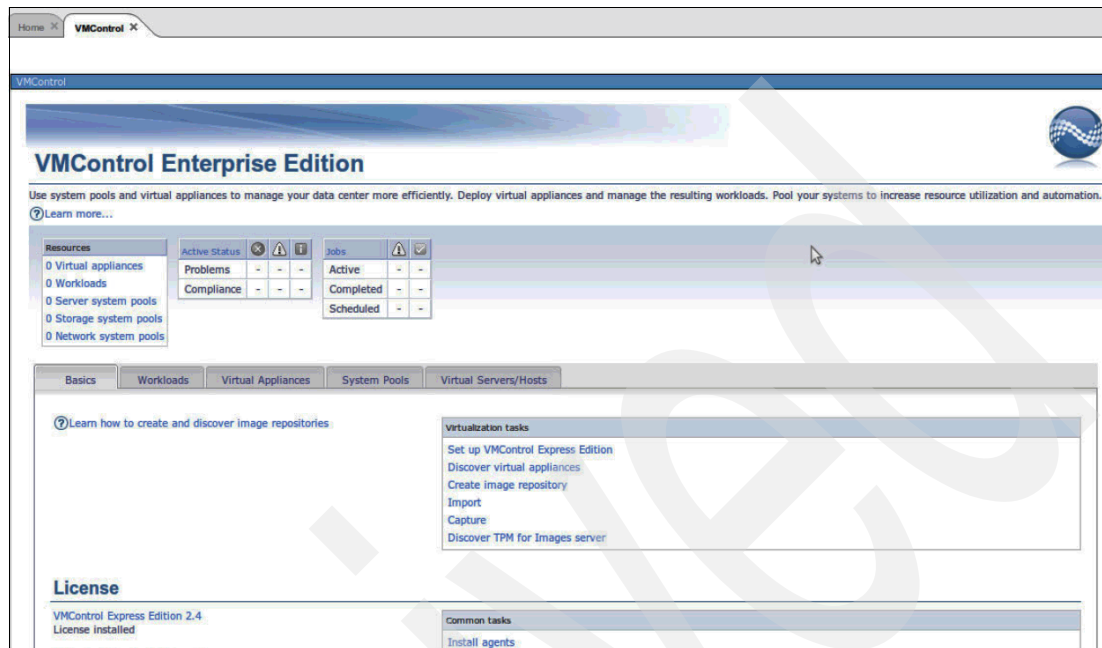 Home
VMControl
VMControl
VMControl Enterprise Edition
Use system pools and virtual appliances to manage your data center more efficiently. Deploy virtual appliances and manage the resulting workloads. Pool your systems to increase resource utilization and automation.
Learn more...
Resources
0 Virtual appliances
0 Workloads
0 Server system pools
0 Storage system pools
0 Network system pools
Active Status
Problems - - -
Compliance - - -
Jobs
Active - -
Completed - -
Scheduled - -
Basics Workloads Virtual Appliances System Pools Virtual Servers/Hosts
Learn how to create and discover image repositories
Virtualization tasks
Set up VMControl Express Edition
Discover virtual appliances
Create image repository
Import
Capture
Discover TPM for Images server
License
VMControl Express Edition 2.4
License installed
Common tasks
Install agents